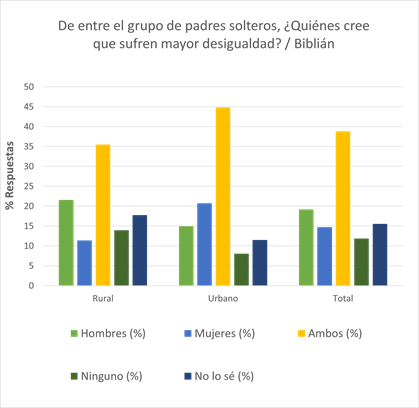 De entre el grupo de padres solteros, ¿Quiénes cree
que sufren mayor desigualdad? / Biblián
% Respuestas
50
45
40
35
30
25
20
15
10
5
0
Rural
Urbano
Total
Hombres (%)
Mujeres (%)
Ambos (%)
Ninguno (%)
No lo sé (%)